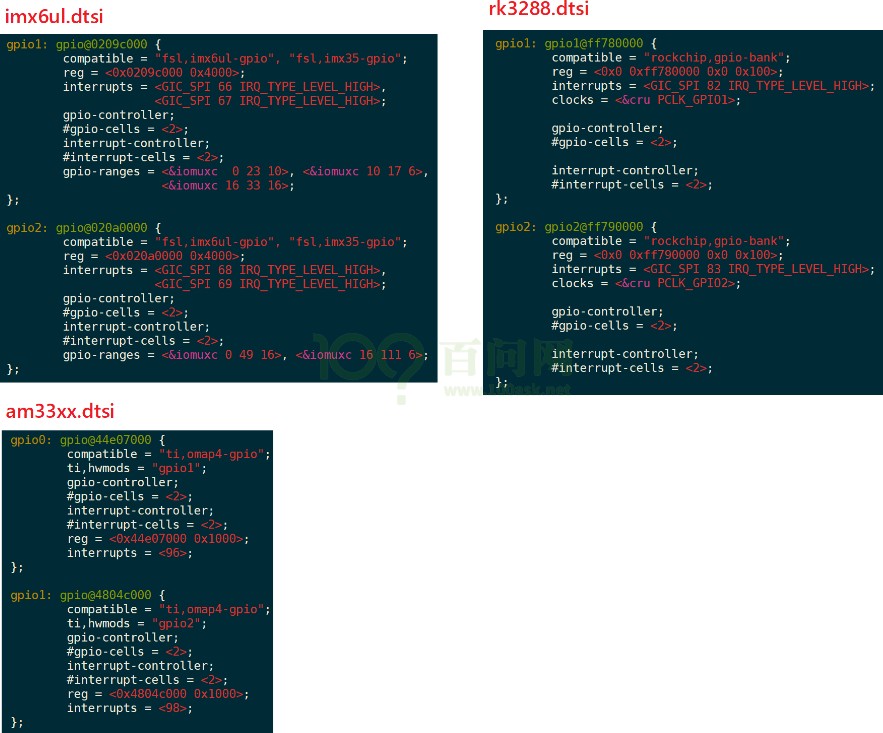 imx6ul.dtsi
gpio1: gpio@0209c000 {
compatible = "fsl,imx6ul-gpio", "fsl,imx35-gpio";
reg = <0x0209c000 0x4000>;
interrupts = <GIC_SPI 66 IRQ_TYPE_LEVEL_HIGH>,
<GIC_SPI 67 IRQ_TYPE_LEVEL_HIGH>;
gpio-controller;
#gpio-cells = <2>;
interrupt-controller;
#interrupt-cells = <2>;
gpio-ranges = <&iomuxc  0 23 10>, <&iomuxc 10 17 6>,
<&iomuxc 16 33 16>;
};
gpio2: gpio@020a0000 {
compatible = "fsl,imx6ul-gpio", "fsl,imx35-gpio";
reg = <0x020a0000 0x4000>;
interrupts = <GIC_SPI 68 IRQ_TYPE_LEVEL_HIGH>,
<GIC_SPI 69 IRQ_TYPE_LEVEL_HIGH>;
gpio-controller;
#gpio-cells = <2>;
interrupt-controller;
#interrupt-cells = <2>;
gpio-ranges = <&iomuxc 0 49 16>, <&iomuxc 16 111 6>;
};
rk3288.dtsi
gpio1: gpio1@ff780000 {
compatible = "rockchip,gpio-bank";
reg = <0x0 0xff780000 0x0 0x100>;
interrupts = <GIC_SPI 82 IRQ_TYPE_LEVEL_HIGH>;
clocks = <&cru PCLK_GPIO1>;
gpio-controller;
#gpio-cells = <2>;
interrupt-controller;
#interrupt-cells = <2>;
};
gpio2: gpio2@ff790000 {
compatible = "rockchip,gpio-bank";
reg = <0x0 0xff790000 0x0 0x100>;
interrupts = <GIC_SPI 83 IRQ_TYPE_LEVEL_HIGH>;
clocks = <&cru PCLK_GPIO2>;
gpio-controller;
#gpio-cells = <2>;
interrupt-controller;
#interrupt-cells = <2>;
};
百问网
am33xx.dtsi
gpio0: gpio@44e07000 {
compatible = "ti,omap4-gpio";
ti,hwmods = "gpio1";
gpio-controller;
#gpio-cells = <2>;
interrupt-controller;
#interrupt-cells = <2>;
reg = <0x44e07000 0x1000>;
interrupts = <96>;
};
gpio1: gpio@4804c000 {
compatible = "ti,omap4-gpio";
ti,hwmods = "gpio2";
gpio-controller;
#gpio-cells = <2>;
interrupt-controller;
#interrupt-cells = <2>;
reg = <0x4804c000 0x1000>;
interrupts = <98>;
};